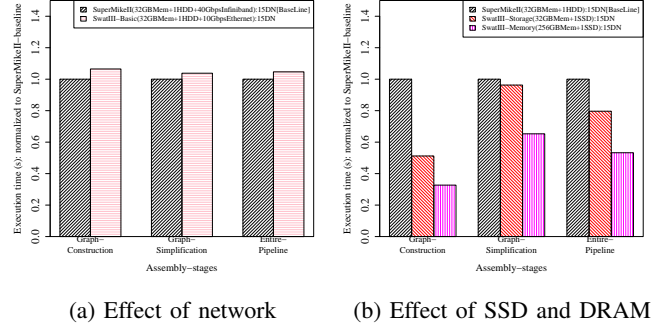 SuperMikeII(32GBMem+1HDD+40GbpsInfiniband):15DN[BaseLine]
SwatIII-Basic(32GBMem+1HDD+10GbpsEthernet):15DN
Execution time (s): normalized to SuperMikeII-baseline
1.4
1.2
1.0
0.8
0.6
0.4
0.2
0.0
Graph-
Construction
Graph-
Simplification
Entire-
Pipeline
Assembly-stages
(a) Effect of network
SuperMikeII(32GBMem+1HDD):15DN[BaseLine]
SwatIII-Storage(32GBMem+1SSD):15DN
SwatIII-Memory(256GBMem+1SSD):15DN
Execution time (s): normalized to SuperMikeII-baseline
1.4
1.2
1.0
0.8
0.6
0.4
0.2
0.0
Graph-
Construction
Graph-
Simplification
Entire-
Pipeline
Assembly-stages
(b) Effect of SSD and DRAM